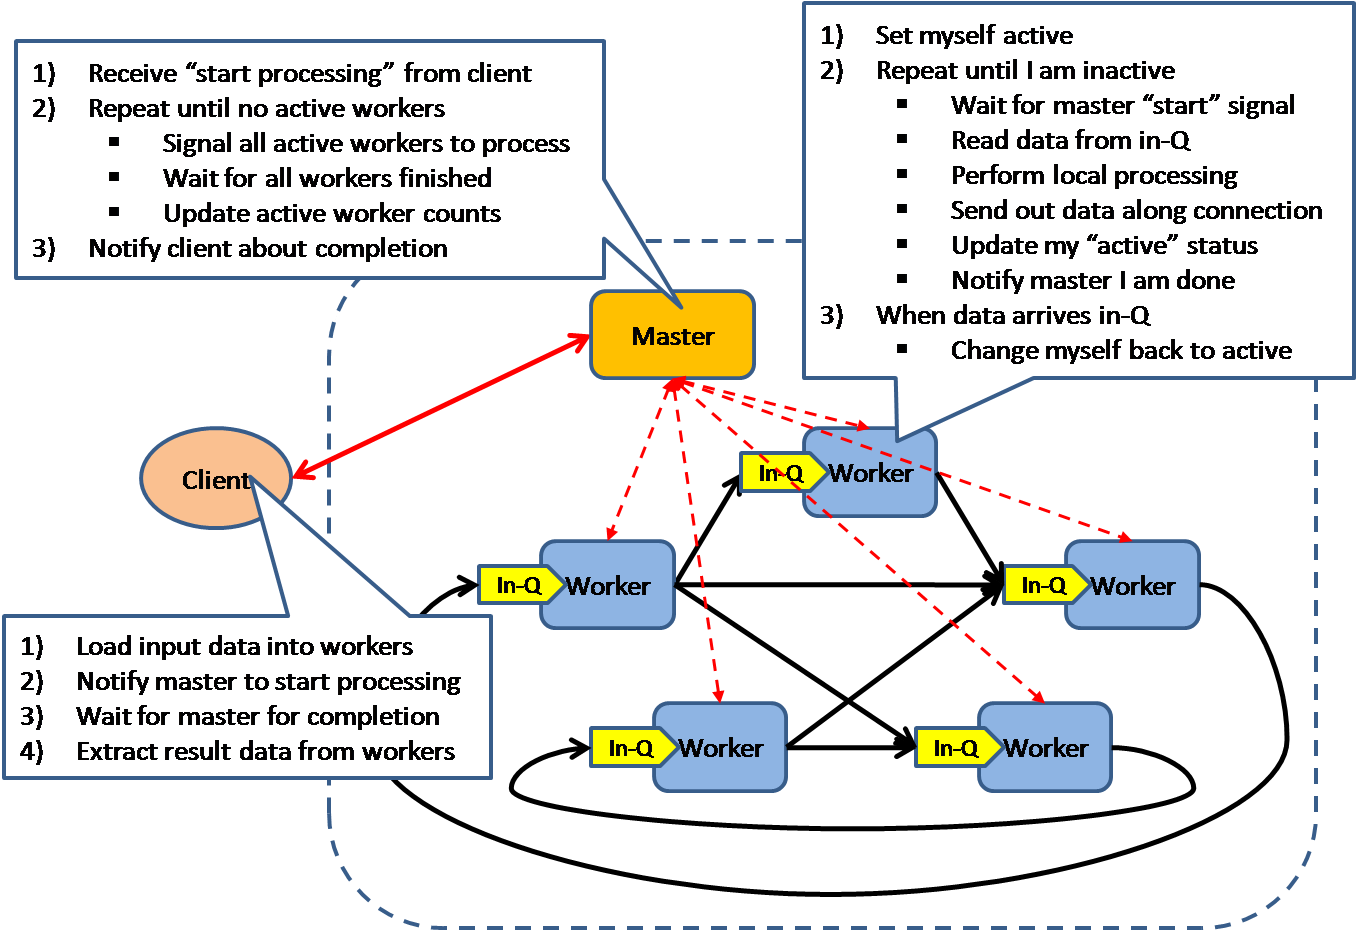 1) Receive “start processing” from client
2) Repeat until no active workers
▪ Signal all active workers to process
▪ Wait for all workers finished
▪ Update active worker counts
3) Notify client about completion
1) Set myself active
2) Repeat until I am inactive
▪ Wait for master “start” signal
▪ Read data from in-Q
▪ Perform local processing
▪ Send out data along connection
▪ Update my “active” status
▪ Notify master I am done
3) When data arrives in-Q
▪ Change myself back to active
Master
Client
In-Q Worker
In-Q Worker
In-Q Worker
In-Q Worker
In-Q Worker
1) Load input data into workers
2) Notify master to start processing
3) Wait for master for completion
4) Extract result data from workers